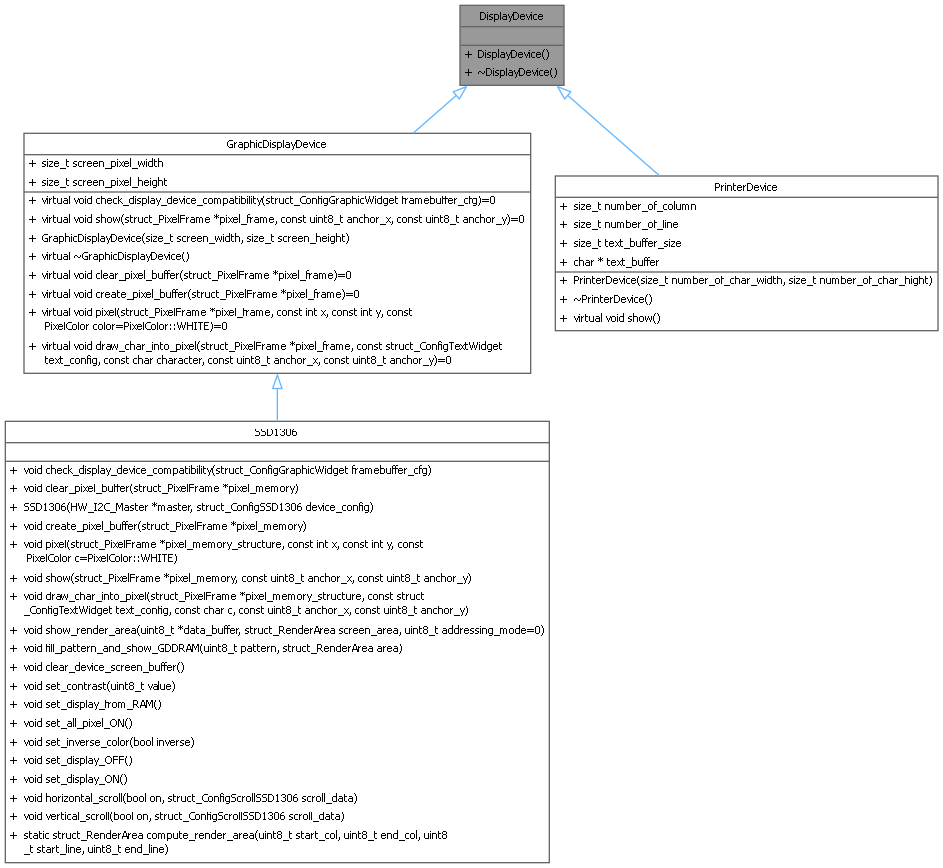 DisplayDevice
+ DisplayDevice()
+ ~DisplayDevice()
GraphicDisplayDevice
+ size_t screen_pixel_width
+ size_t screen_pixel_height
+ virtual void check_display_device_compatibility(struct_ConfigGraphicWidget framebuffer_cfg)=0
+ virtual void show(struct_PixelFrame *pixel_frame, const uint8_t anchor_x, const uint8_t anchor_y)=0
+ GraphicDisplayDevice(size_t screen_width, size_t screen_height)
+ virtual ~GraphicDisplayDevice()
+ virtual void clear_pixel_buffer(struct_PixelFrame *pixel_frame)=0
+ virtual void create_pixel_buffer(struct_PixelFrame *pixel_frame)=0
+ virtual void pixel(struct_PixelFrame *pixel_frame, const int x, const int y, const
PixelColor color=PixelColor::WHITE)=0
+ virtual void draw_char_into_pixel(struct_PixelFrame *pixel_frame, const struct_ConfigTextWidget
text_config, const char character, const uint8_t anchor_x, const uint8_t anchor_y)=0
PrinterDevice
+ size_t number_of_column
+ size_t number_of_line
+ size_t text_buffer_size
+ char * text_buffer
+ PrinterDevice(size_t number_of_char_width, size_t number_of_char_hight)
+ ~PrinterDevice()
+ virtual void show()
SSD1306
+ void check_display_device_compatibility(struct_ConfigGraphicWidget framebuffer_cfg)
+ void clear_pixel_buffer(struct_PixelFrame *pixel_memory)
+ SSD1306(HW_I2C_Master *master, struct_ConfigSSD1306 device_config)
+ void create_pixel_buffer(struct_PixelFrame *pixel_memory)
+ void pixel(struct_PixelFrame *pixel_memory_structure, const int x, const int y, const
PixelColor c=PixelColor::WHITE)
+ void show(struct_PixelFrame *pixel_memory, const uint8_t anchor_x, const uint8_t anchor_y)
+ void draw_char_into_pixel(struct_PixelFrame *pixel_memory_structure, const struct
_ConfigTextWidget text_config, const char c, const uint8_t anchor_x, const uint8_t anchor_y)
+ void show_render_area(uint8_t *data_buffer, struct_RenderArea screen_area, uint8_t addressing_mode=0)
+ void fill_pattern_and_show_GDDRAM(uint8_t pattern, struct_RenderArea area)
+ void clear_device_screen_buffer()
+ void set_contrast(uint8_t value)
+ void set_display_from_RAM()
+ void set_all_pixel_ON()
+ void set_inverse_color(bool inverse)
+ void set_display_OFF()
+ void set_display_ON()
+ void horizontal_scroll(bool on, struct_ConfigScrollSSD1306 scroll_data)
+ void vertical_scroll(bool on, struct_ConfigScrollSSD1306 scroll_data)
+ static struct_RenderArea compute_render_area(uint8_t start_col, uint8_t end_col, uint8
_t start_line, uint8_t end_line)